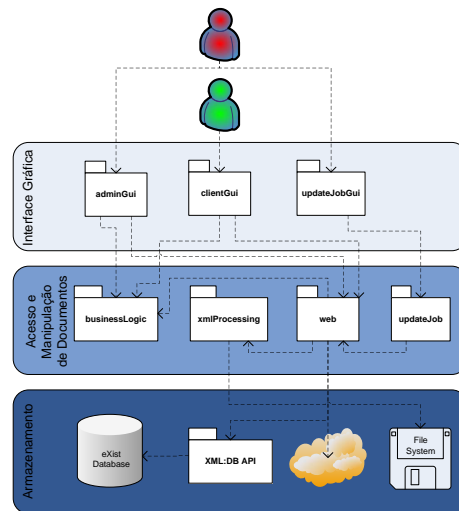 Interface Gráfica
adminGui
clientGui
updateJobGui
Acesso e
Manipulação
de Documentos
businessLogic
xmlProcessing
web
updateJob
Armazenamento
eXist
Database
XML:DB API
File
System